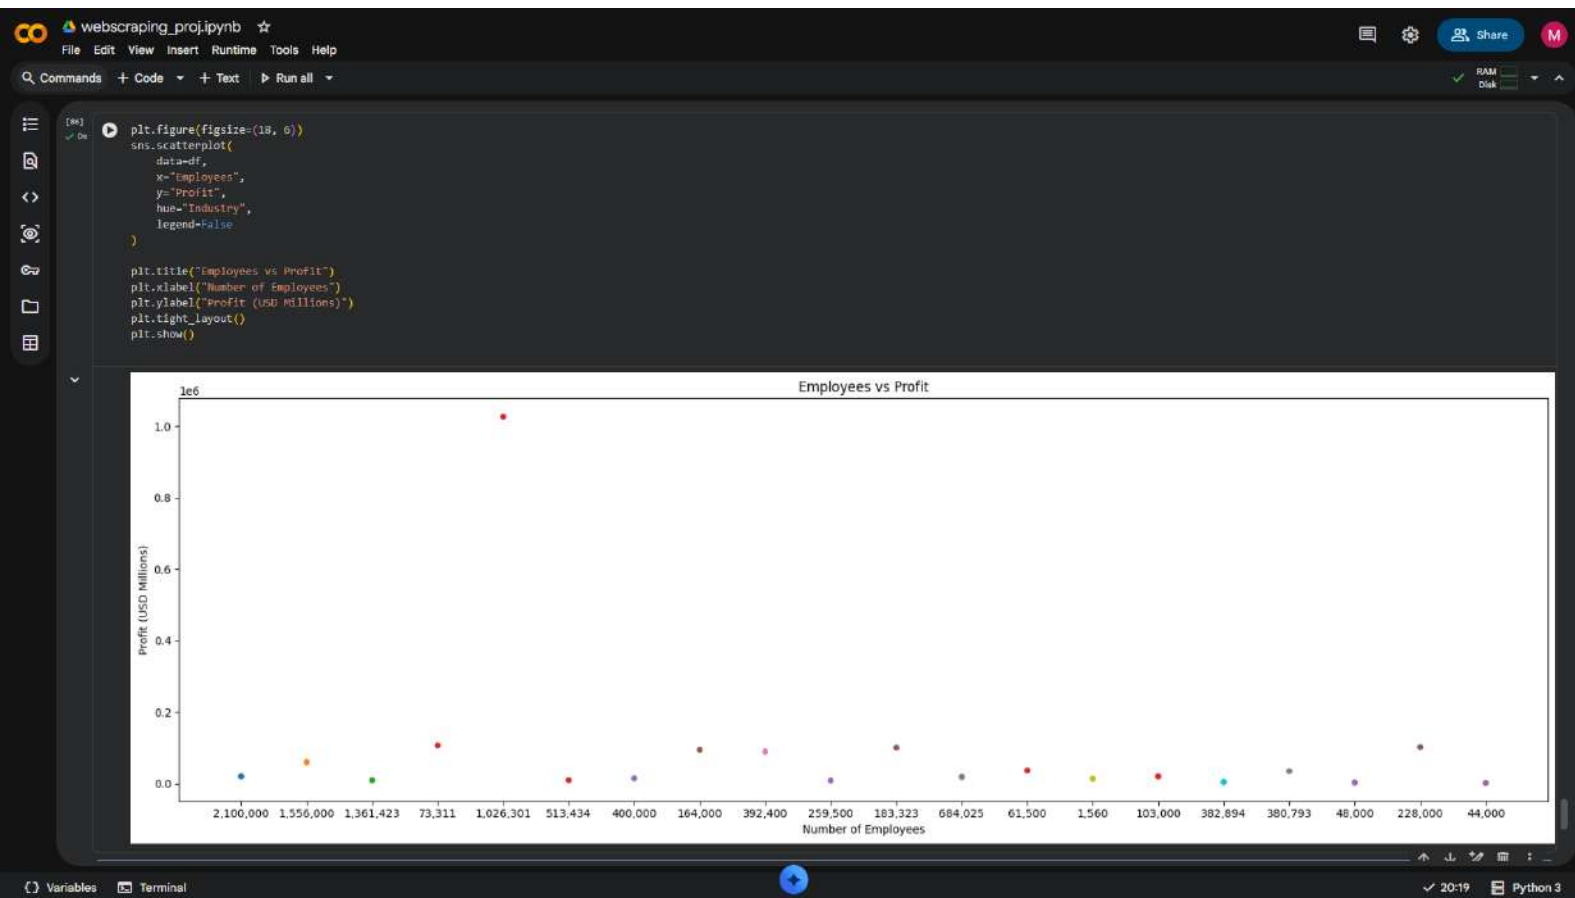 webscraping_proj.ipynb
File Edit View Insert Runtime Tools Help
Share
M
Commands + Code + Text Run all
RAM
Disk
[86]
0s
plt.figure(figsize=(18, 6))
sns.scatterplot(
data=df,
x="Employees",
y="Profit",
hue="Industry",
legend=False
)
plt.title("Employees vs Profit")
plt.xlabel("Number of Employees")
plt.ylabel("Profit (USD Millions)")
plt.tight_layout()
plt.show()
Employees vs Profit
1e6
1.0
0.8
0.6
0.4
0.2
0.0
Profit (USD Millions)
2,100,000 1,556,000 1,361,423 73,311 1,026,301 513,434 400,000 164,000 392,400 259,500 183,323 684,025 61,500 1,560 103,000 382,894 380,793 48,000 228,000 44,000
Number of Employees
{} Variables Terminal
20:19 Python 3